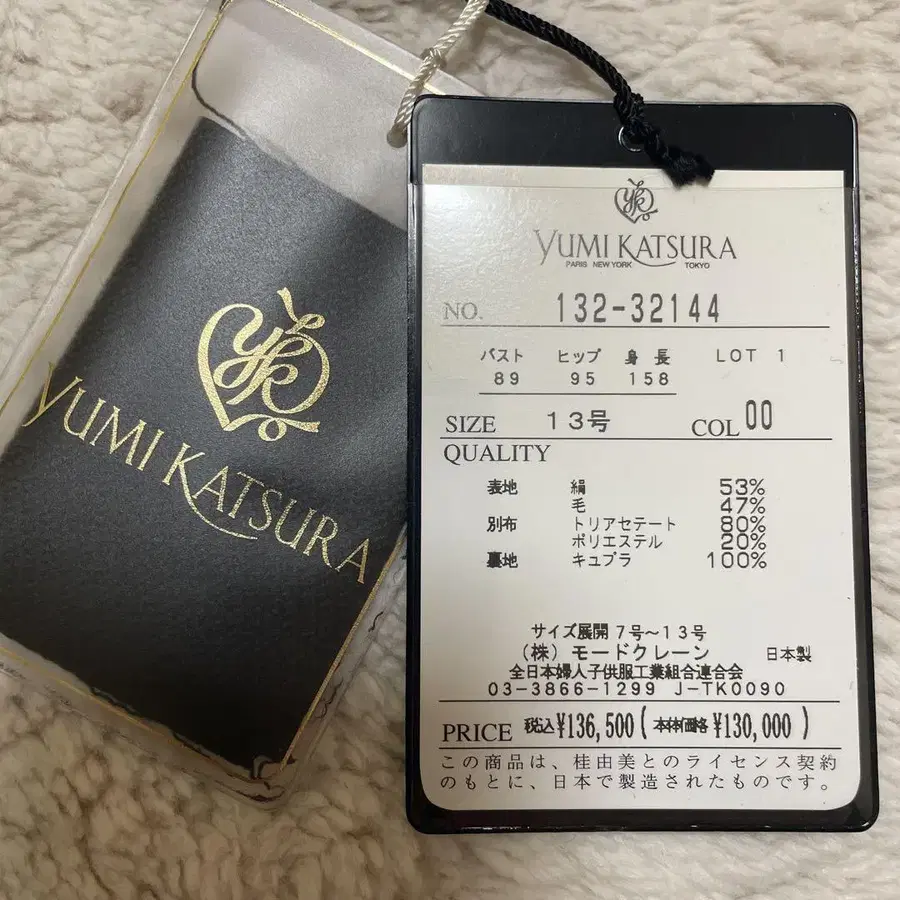 YK
YUMI KATSURA
YK
YUMI KATSURA
PARIS NEW YORK TOKYO
NO. 132-32144
バスト ヒップ 身長 LOT 1
89 95 158
SIZE 13号 COL 00
QUALITY
表地 絹 53%
毛 47%
別布 トリアセテート 80%
ポリエステル 20%
裏地 キュプラ 100%
サイズ展開 7号～13号
(株) モードクレーン 日本製
全日本婦人子供服工業組合連合会
03-3866-1299 J-TK0090
PRICE 税込¥136,500 (本体価格 ¥130,000)
この商品は、桂由美とのライセンス契約
のもとに、日本で製造されたものです。